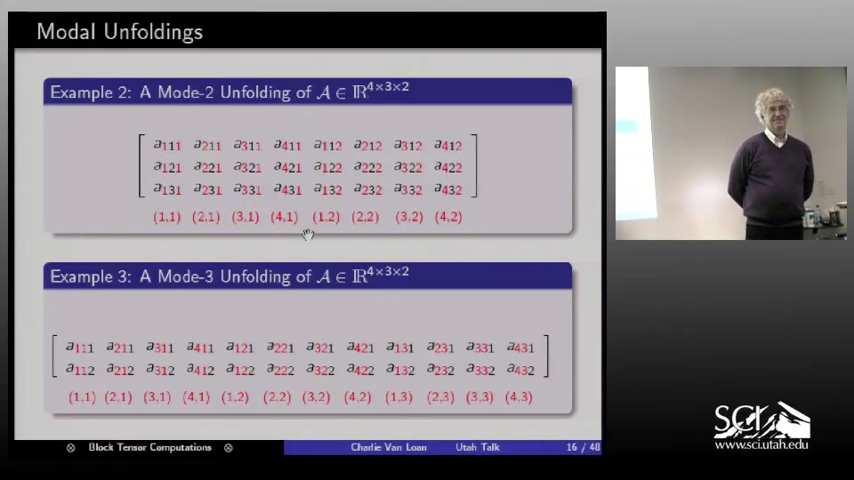 Modal Unfoldings
Example 2: A Mode-2 Unfolding of 𝒜 ∈ ℝ^4×3×2
a111 a211 a311 a411 a112 a212 a312 a412
a121 a221 a321 a421 a122 a222 a322 a422
a131 a231 a331 a431 a132 a232 a332 a432
(1,1) (2,1) (3,1) (4,1) (1,2) (2,2) (3,2) (4,2)
Example 3: A Mode-3 Unfolding of 𝒜 ∈ ℝ^4×3×2
a111 a211 a311 a411 a121 a221 a321 a421 a131 a231 a331 a431
a112 a212 a312 a412 a122 a222 a322 a422 a132 a232 a332 a432
(1,1) (2,1) (3,1) (4,1) (1,2) (2,2) (3,2) (4,2) (1,3) (2,3) (3,3) (4,3)
⊗ Block Tensor Computations ⊗ Charlie Van Loan Utah Talk 16 / 48
SCI
www.sci.utah.edu